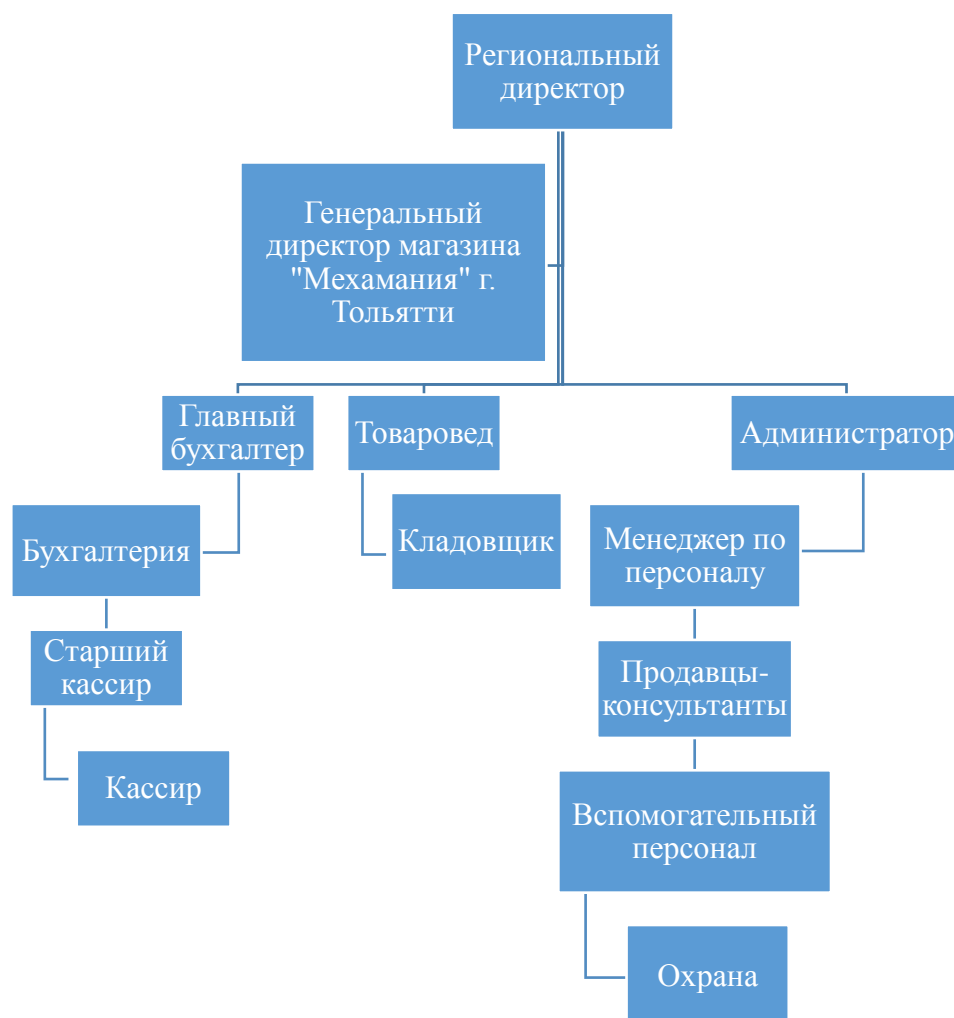 Региональный
директор
Генеральный
директор магазина
"Мехамания" г.
Тольятти
Главный
бухгалтер
Товаровед
Администратор
Бухгалтерия
Кладовщик
Менеджер по
персоналу
Старший
кассир
Продавцы-
консультанты
Кассир
Вспомогательный
персонал
Охрана